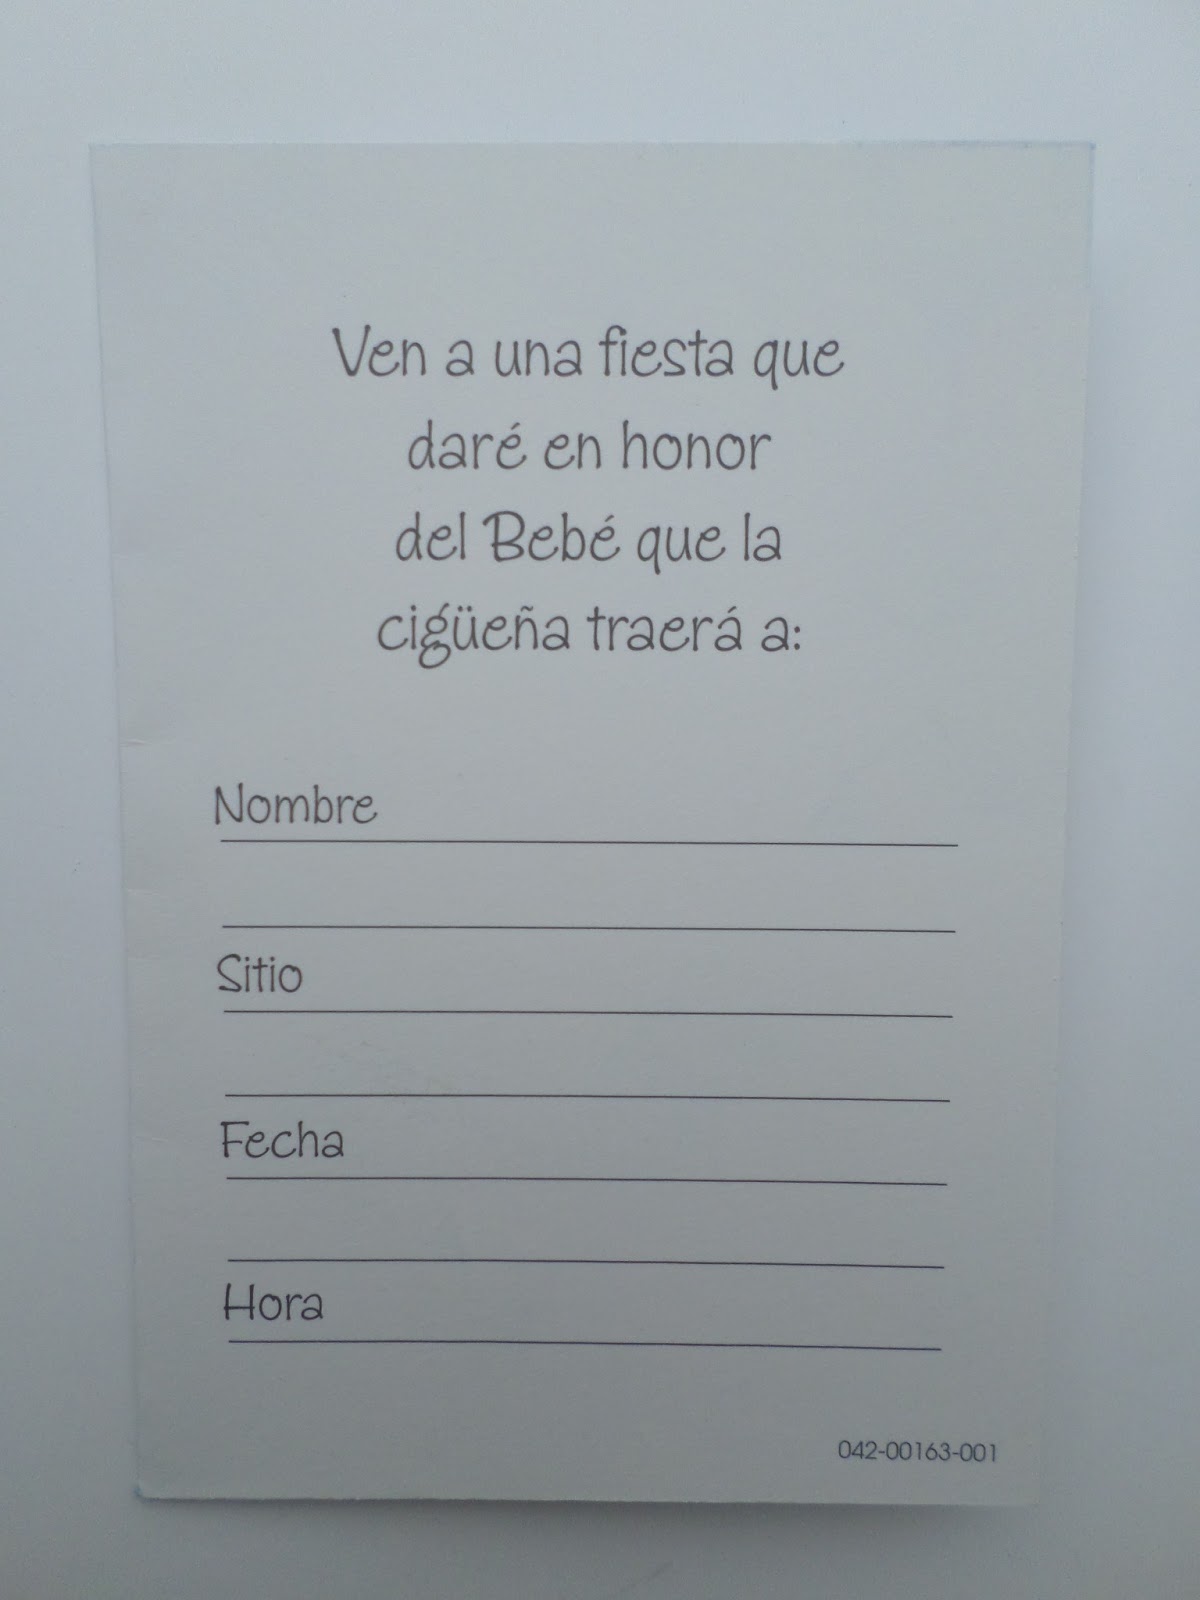 Ven a una fiesta que
daré en honor
del Bebé que la
cigüeña traerá a:
Nombre
Sitio
Fecha
Hora
042-00163-001